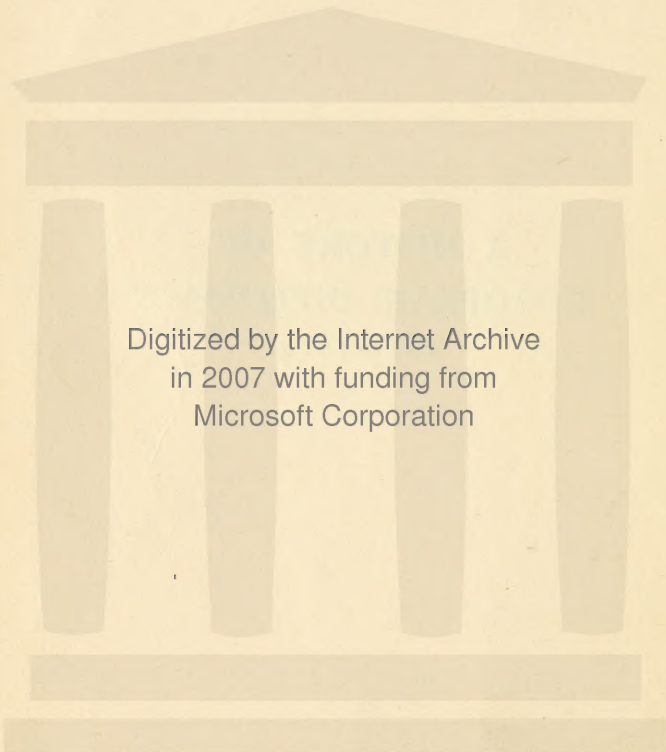 Digitized by the Internet Archive
in 2007 with funding from
Microsoft Corporation